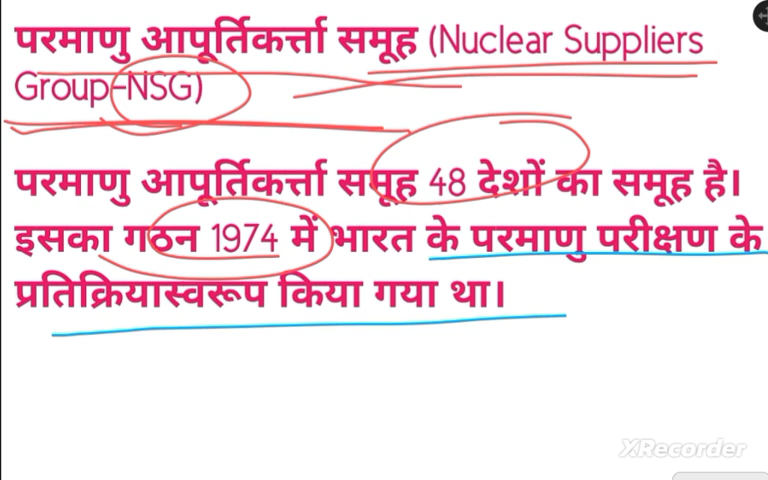 परमाणु आपूर्तिकर्त्ता समूह (Nuclear Suppliers
Group-NSG)
परमाणु आपूर्तिकर्त्ता समूह 48 देशों का समूह है।
इसका गठन 1974 में भारत के परमाणु परीक्षण के
प्रतिक्रियास्वरूप किया गया था।
XRecorder